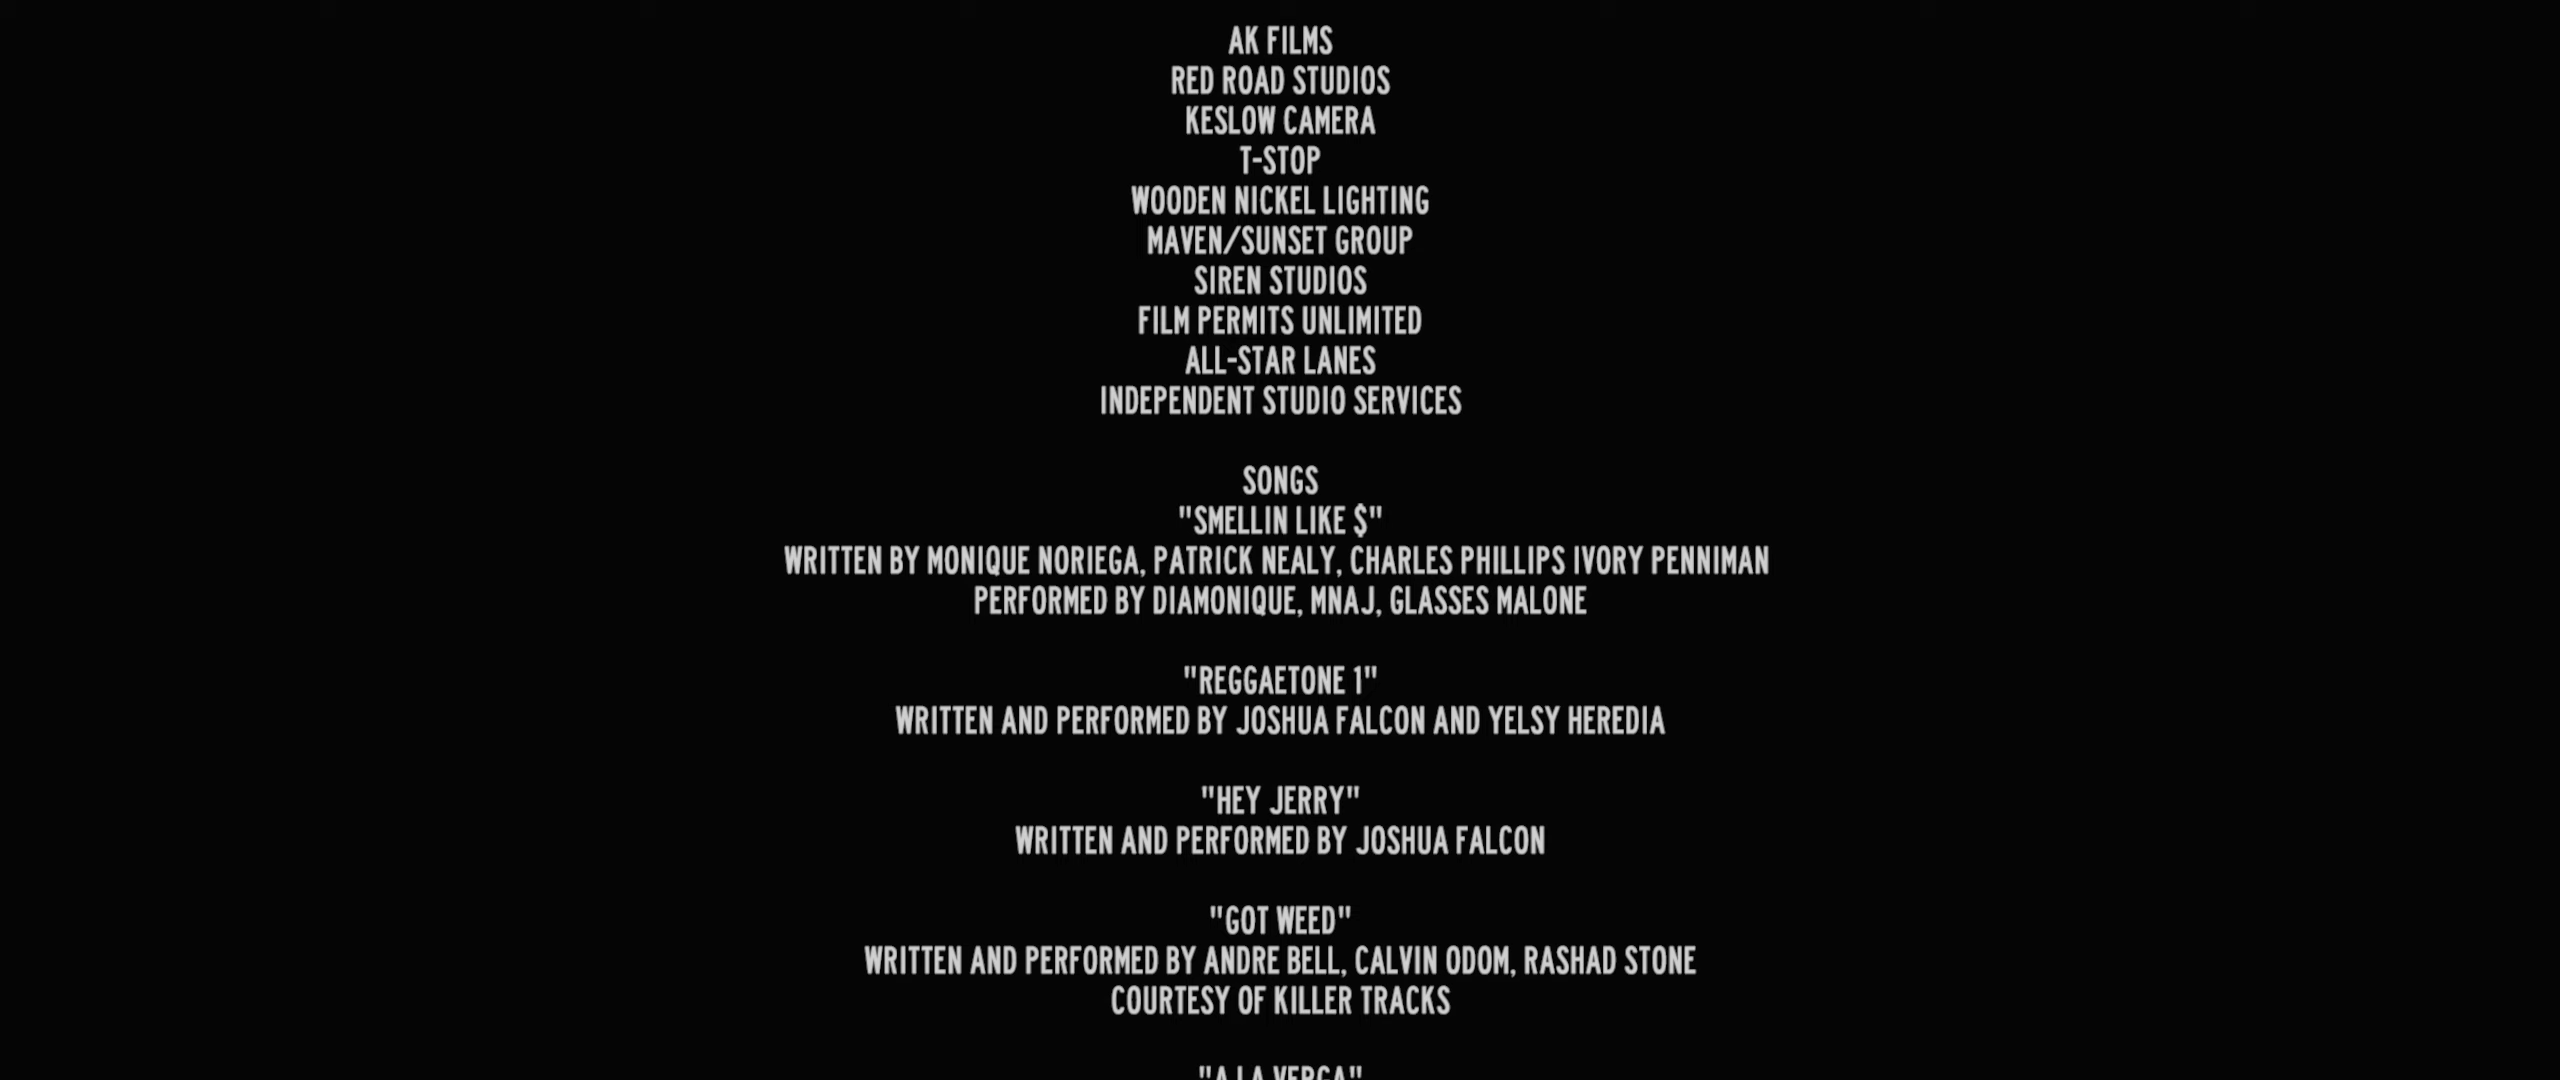 AK FILMS
RED ROAD STUDIOS
KESLOW CAMERA
T-STOP
WOODEN NICKEL LIGHTING
MAVEN/SUNSET GROUP
SIREN STUDIOS
FILM PERMITS UNLIMITED
ALL-STAR LANES
INDEPENDENT STUDIO SERVICES
SONGS
"SMELLIN LIKE $"
WRITTEN BY MONIQUE NORIEGA, PATRICK NEALY, CHARLES PHILLIPS IVORY PENNIMAN
PERFORMED BY DIAMONIQUE, MNAJ, GLASSES MALONE
"REGGAETONE 1"
WRITTEN AND PERFORMED BY JOSHUA FALCON AND YELSY HEREDIA
"HEY JERRY"
WRITTEN AND PERFORMED BY JOSHUA FALCON
"GOT WEED"
WRITTEN AND PERFORMED BY ANDRE BELL, CALVIN ODOM, RASHAD STONE
COURTESY OF KILLER TRACKS
"A LA VERGA"